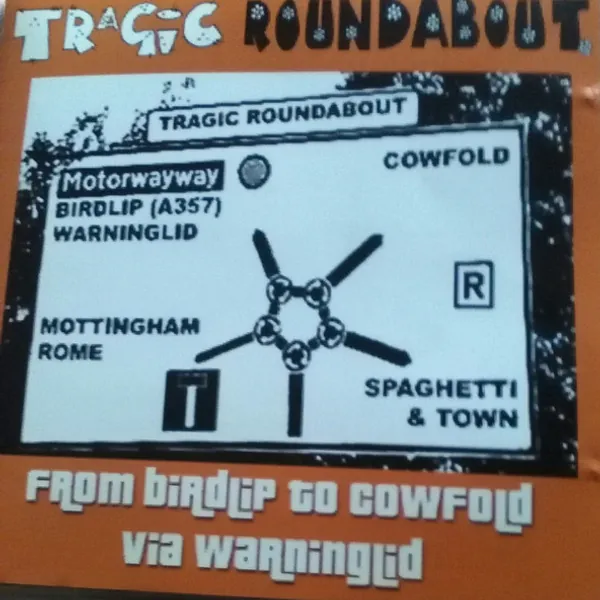 TRAGiC ROUNDABOUT
TRAGIC ROUNDABOUT
COWFOLD
Motorwayway
BIRDLIP (A357)
WARNINGLID
R
MOTTINGHAM
ROME
SPAGHETTI
& TOWN
FRom biRdliP to cowfold
via waRninglid